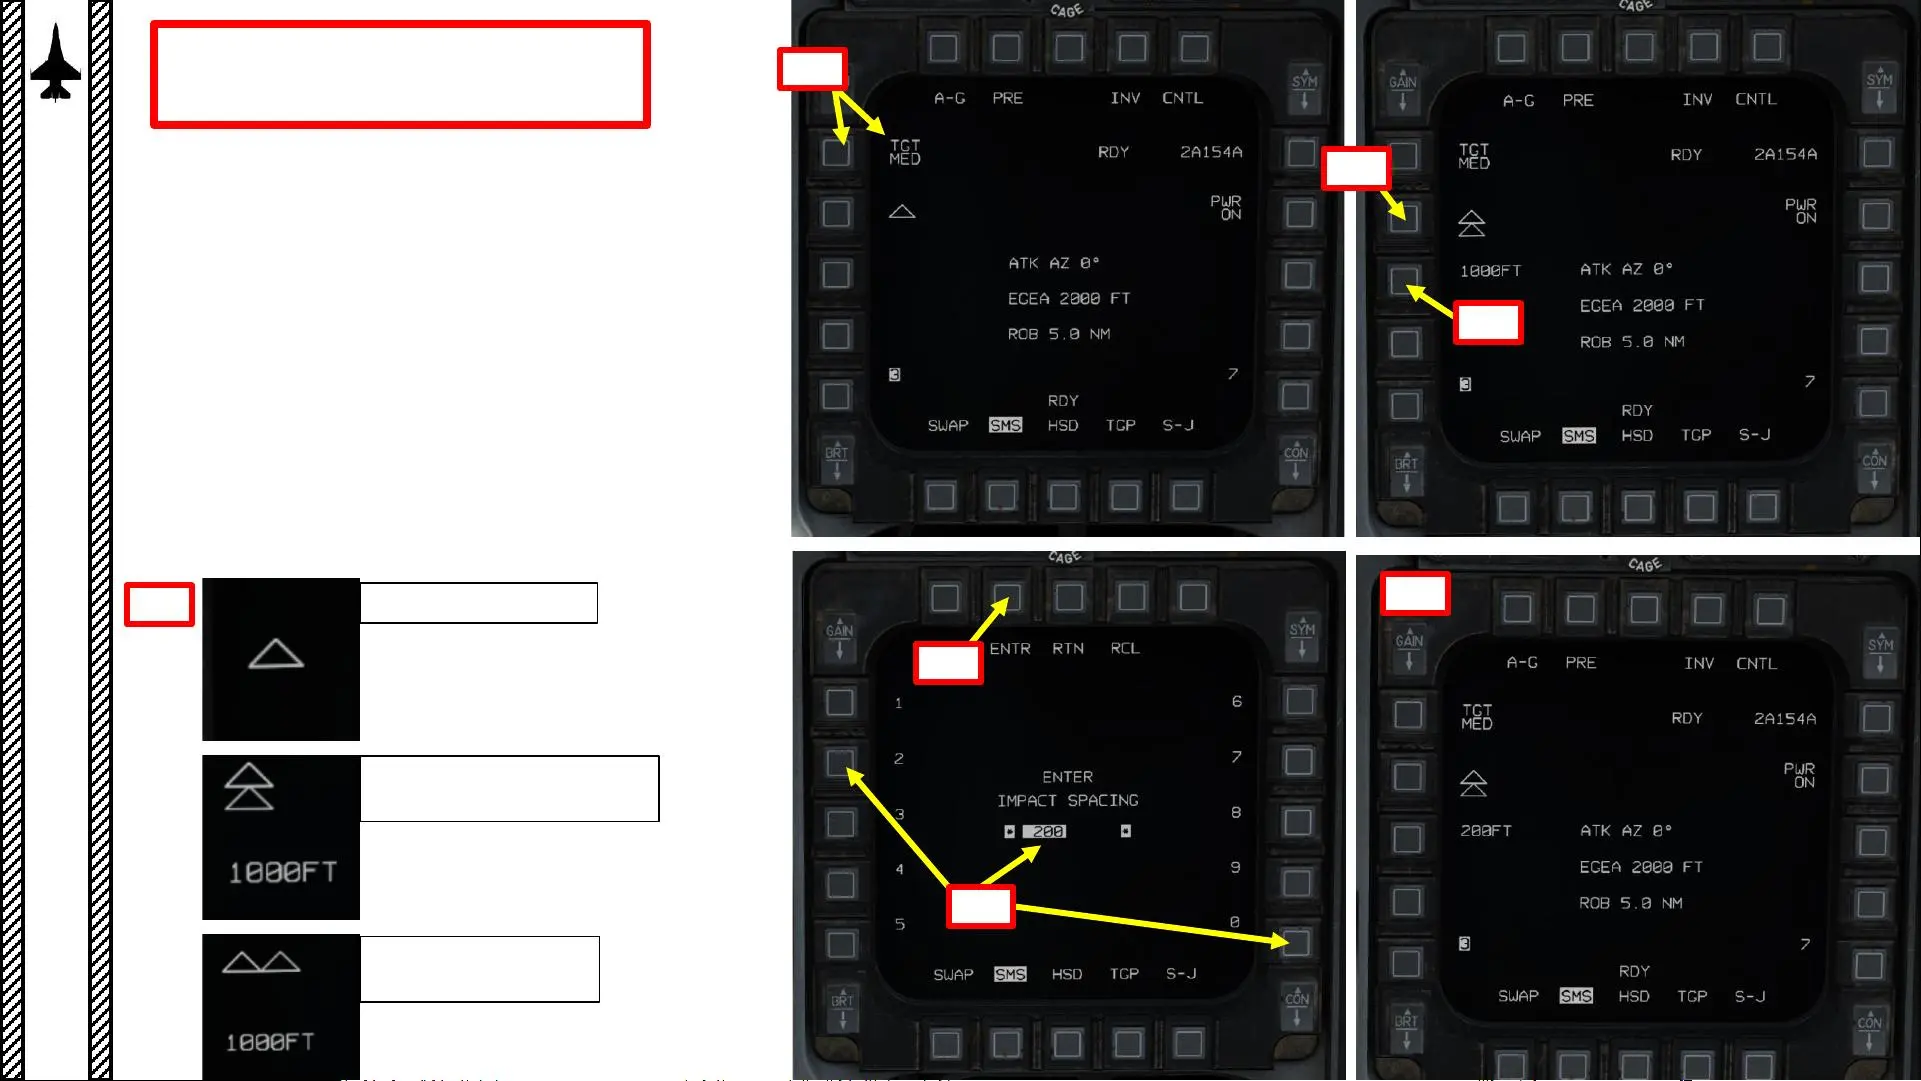 CAGE
SYM
A-G PRE INV CNTL
TGT
MED
RDY 2A154A
PWR
ON
ATK AZ 0°
EGEA 2000 FT
ROB 5.0 NM
3 7
RDY
SWAP SMS HSD TGP S-J
BRT
CON
CAGE
GAIN
SYM
A-G PRE INV CNTL
TGT
MED
RDY 2A154A
PWR
ON
1000FT
ATK AZ 0°
EGEA 2000 FT
ROB 5.0 NM
3 7
RDY
SWAP SMS HSD TGP S-J
BRT
CON
1000FT
1000FT
CAGE
GAIN
SYM
ENTR RTN RCL
1 6
2 7
ENTER
IMPACT SPACING
3 8
* 200 *
4 9
5 0
SWAP SMS HSD TGP S-J
BRT
CON
CAGE
GAIN
SYM
A-G PRE INV CNTL
TGT
MED
RDY 2A154A
PWR
ON
200FT
ATK AZ 0°
EGEA 2000 FT
ROB 5.0 NM
3 7
RDY
SWAP SMS HSD TGP S-J
BRT
CON